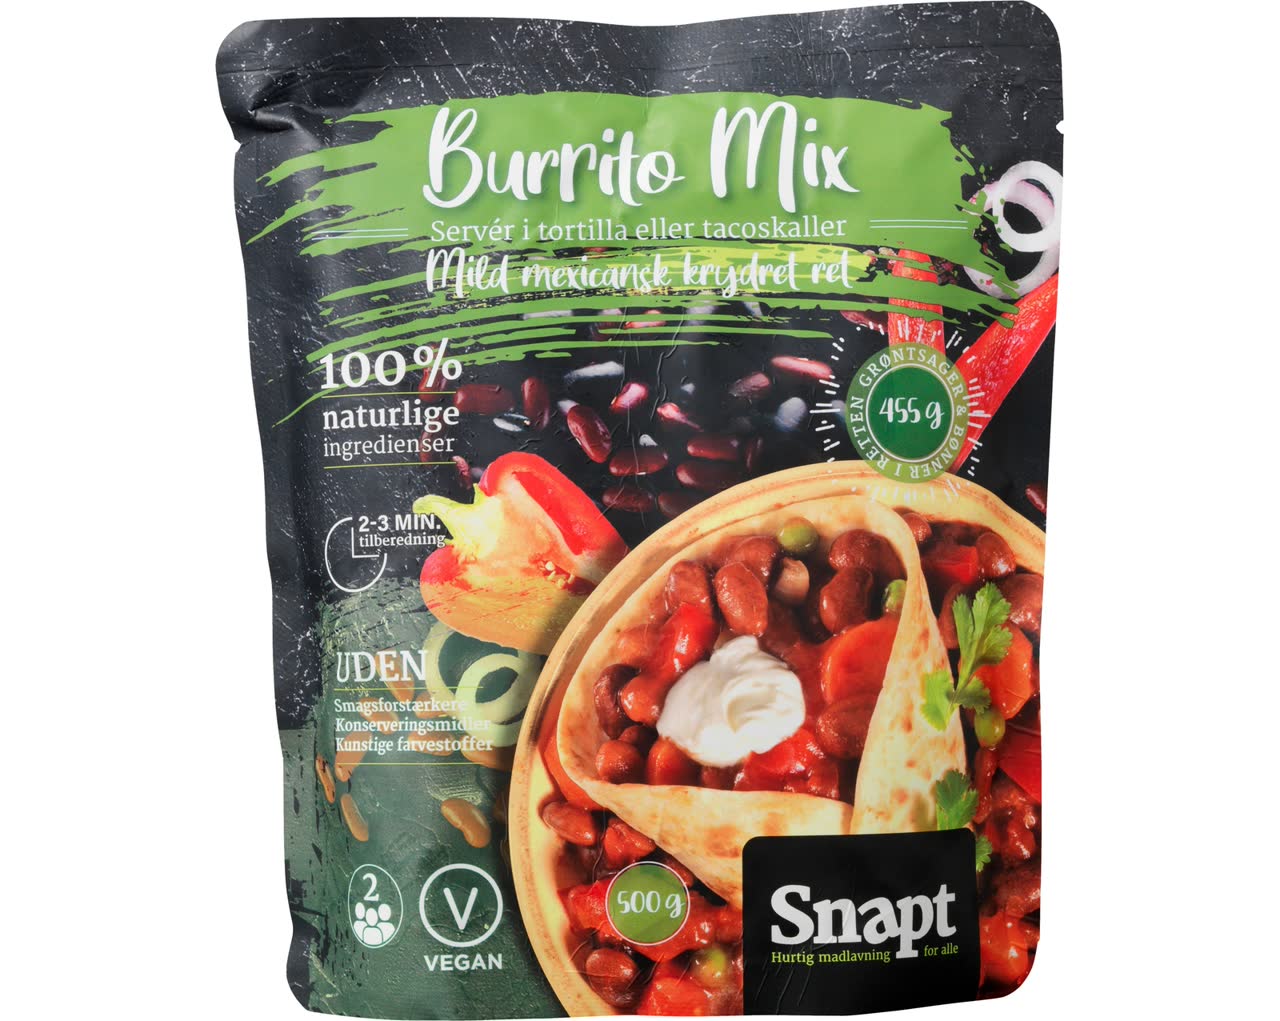 Burrito Mix
Servér i tortilla eller tacoskaller
Mild mexicansk krydret ret
100%
naturlige
ingredienser
GRØNTSAGER & BØNNER I RETTEN
455 g
2-3 MIN.
tilberedning
UDEN
Smagsforstærkere
Konserveringsmidler
Kunstige farvestoffer
2
V
VEGAN
500 g
Snapt
Hurtig madlavning for alle